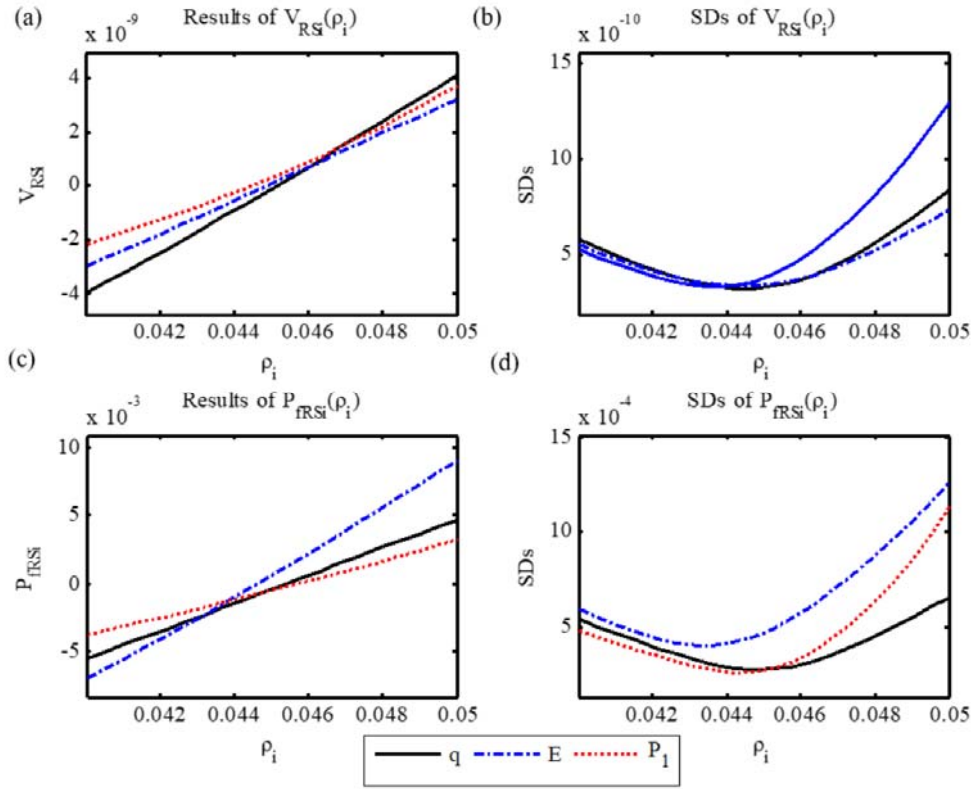 (a) Results of V_RSi(ρ_i)
x 10^-9
4
2
0
-2
-4
V_RSi
0.042 0.044 0.046 0.048 0.05
ρ_i
(b) SDs of V_RSi(ρ_i)
x 10^-10
15
10
5
SDs
0.042 0.044 0.046 0.048 0.05
ρ_i
(c) Results of P_fRSi(ρ_i)
x 10^-3
10
5
0
-5
P_fRSi
0.042 0.044 0.046 0.048 0.05
ρ_i
(d) SDs of P_fRSi(ρ_i)
x 10^-4
15
10
5
SDs
0.042 0.044 0.046 0.048 0.05
ρ_i
q E P_1